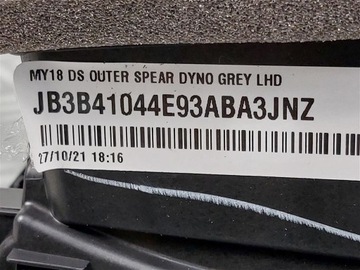 MY18 DS OUTER SPEAR DYNO GREY LHD
JB3B41044E93ABA3JNZ
27/10/21 18:16